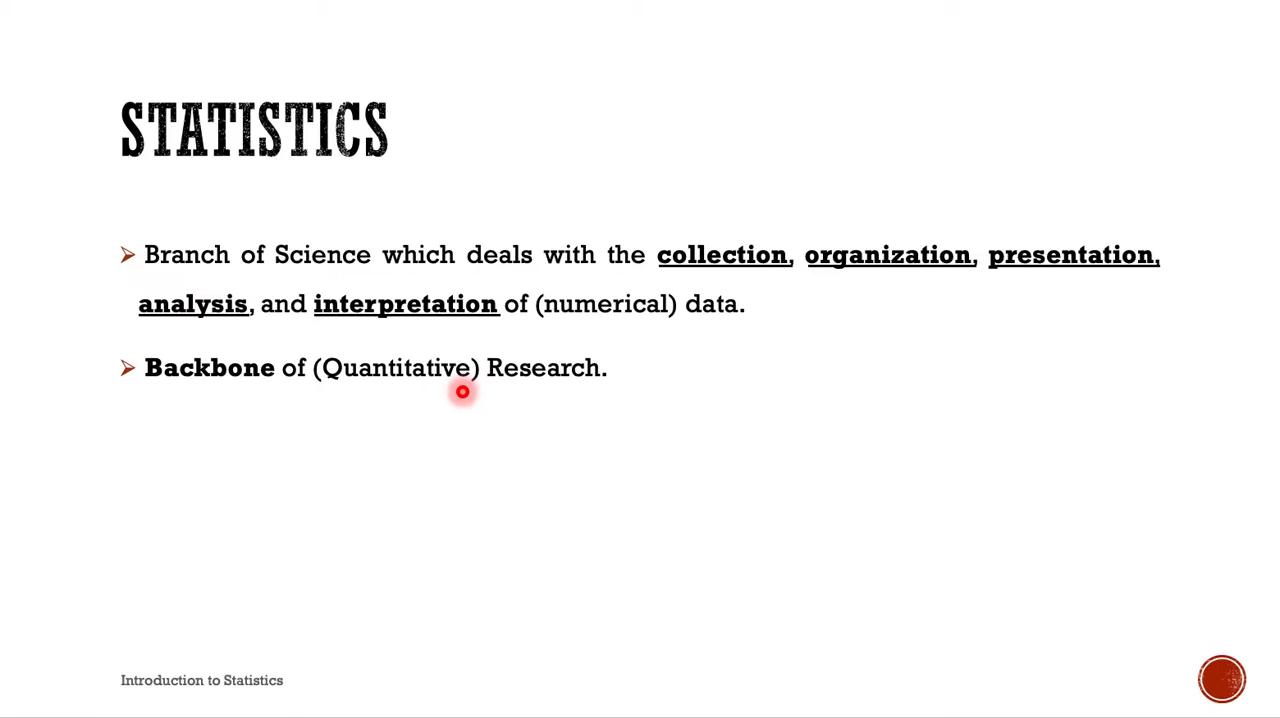 STATISTICS
➢ Branch of Science which deals with the collection, organization, presentation,
analysis, and interpretation of (numerical) data.
➢ Backbone of (Quantitative) Research.
Introduction to Statistics